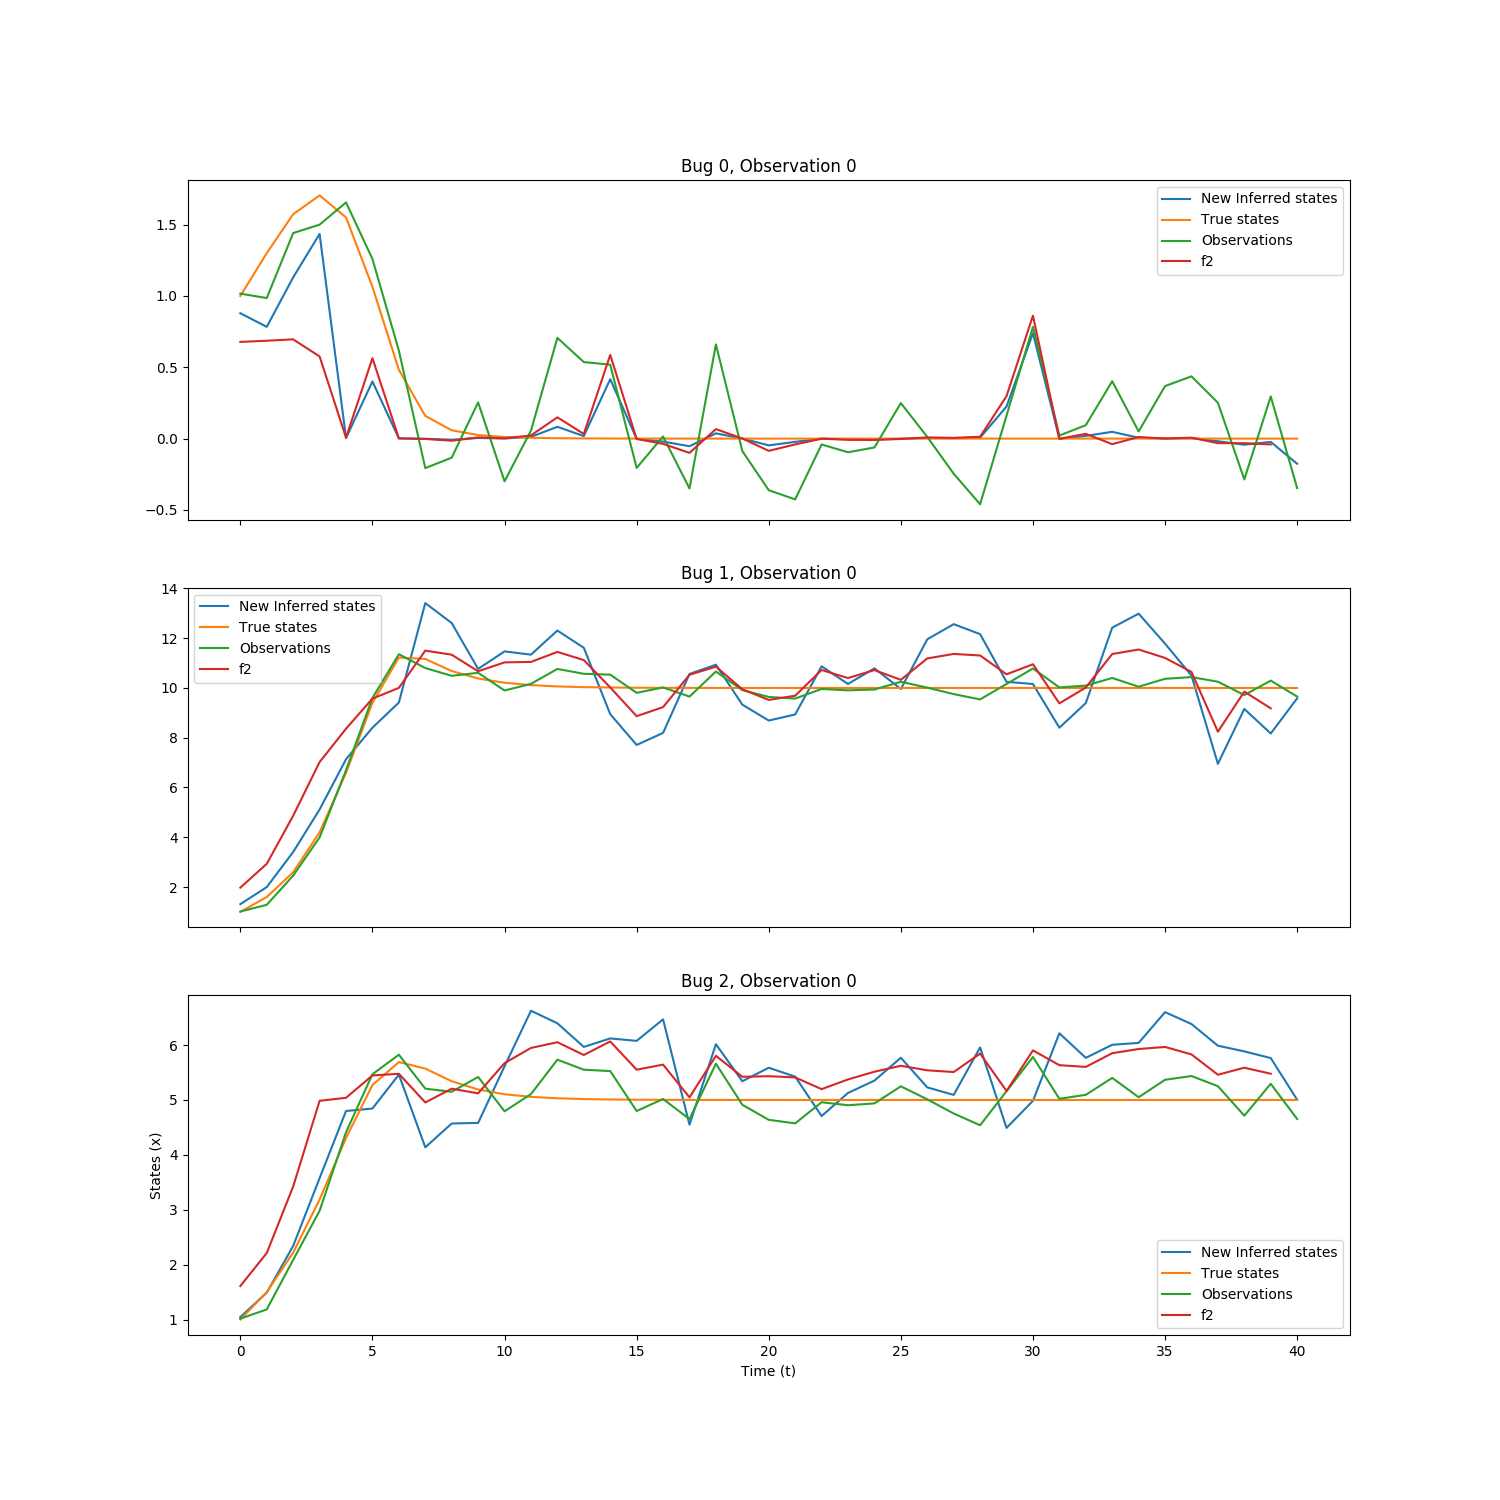 Bug 0, Observation 0
New Inferred states
True states
Observations
f2
1.5
1.0
0.5
0.0
−0.5
Bug 1, Observation 0
New Inferred states
True states
Observations
f2
14
12
10
8
6
4
2
Bug 2, Observation 0
New Inferred states
True states
Observations
f2
6
5
4
3
2
1
States (x)
0 5 10 15 20 25 30 35 40
Time (t)